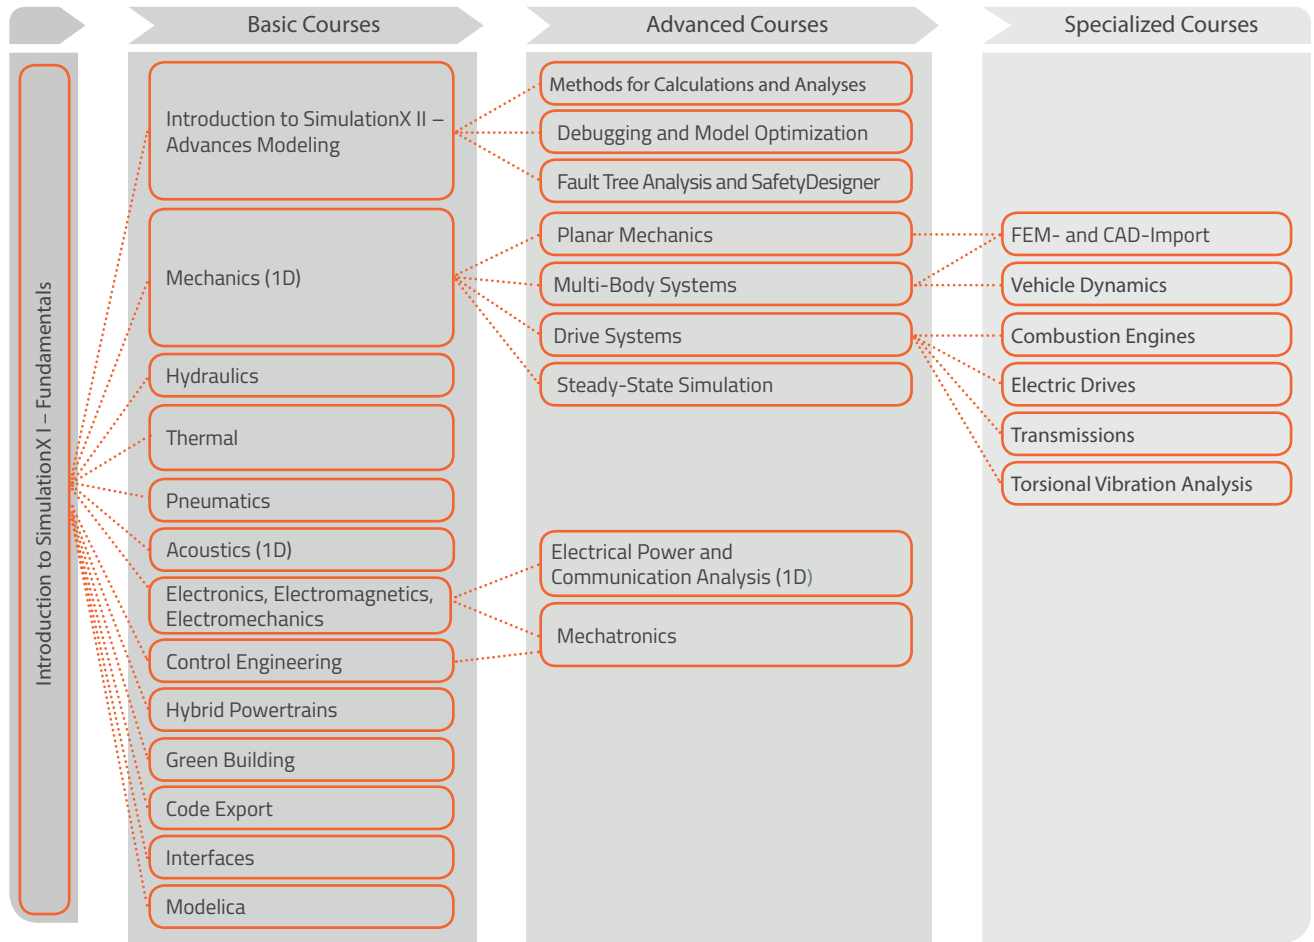 Basic Courses
Advanced Courses
Specialized Courses
Introduction to SimulationX I – Fundamentals
Introduction to SimulationX II –
Advances Modeling
Mechanics (1D)
Hydraulics
Thermal
Pneumatics
Acoustics (1D)
Electronics, Electromagnetics,
Electromechanics
Control Engineering
Hybrid Powertrains
Green Building
Code Export
Interfaces
Modelica
Methods for Calculations and Analyses
Debugging and Model Optimization
Fault Tree Analysis and SafetyDesigner
Planar Mechanics
Multi-Body Systems
Drive Systems
Steady-State Simulation
Electrical Power and
Communication Analysis (1D)
Mechatronics
FEM- and CAD-Import
Vehicle Dynamics
Combustion Engines
Electric Drives
Transmissions
Torsional Vibration Analysis